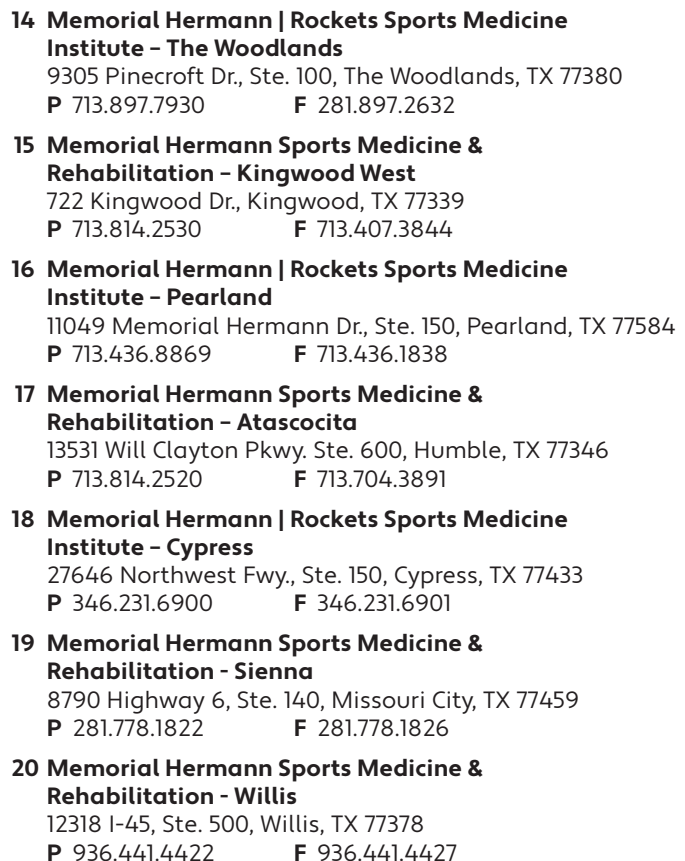 14 Memorial Hermann | Rockets Sports Medicine
Institute – The Woodlands
9305 Pinecroft Dr., Ste. 100, The Woodlands, TX 77380
P 713.897.7930 F 281.897.2632
15 Memorial Hermann Sports Medicine &
Rehabilitation – Kingwood West
722 Kingwood Dr., Kingwood, TX 77339
P 713.814.2530 F 713.407.3844
16 Memorial Hermann | Rockets Sports Medicine
Institute – Pearland
11049 Memorial Hermann Dr., Ste. 150, Pearland, TX 77584
P 713.436.8869 F 713.436.1838
17 Memorial Hermann Sports Medicine &
Rehabilitation – Atascocita
13531 Will Clayton Pkwy. Ste. 600, Humble, TX 77346
P 713.814.2520 F 713.704.3891
18 Memorial Hermann | Rockets Sports Medicine
Institute – Cypress
27646 Northwest Fwy., Ste. 150, Cypress, TX 77433
P 346.231.6900 F 346.231.6901
19 Memorial Hermann Sports Medicine &
Rehabilitation - Sienna
8790 Highway 6, Ste. 140, Missouri City, TX 77459
P 281.778.1822 F 281.778.1826
20 Memorial Hermann Sports Medicine &
Rehabilitation - Willis
12318 I-45, Ste. 500, Willis, TX 77378
P 936.441.4422 F 936.441.4427